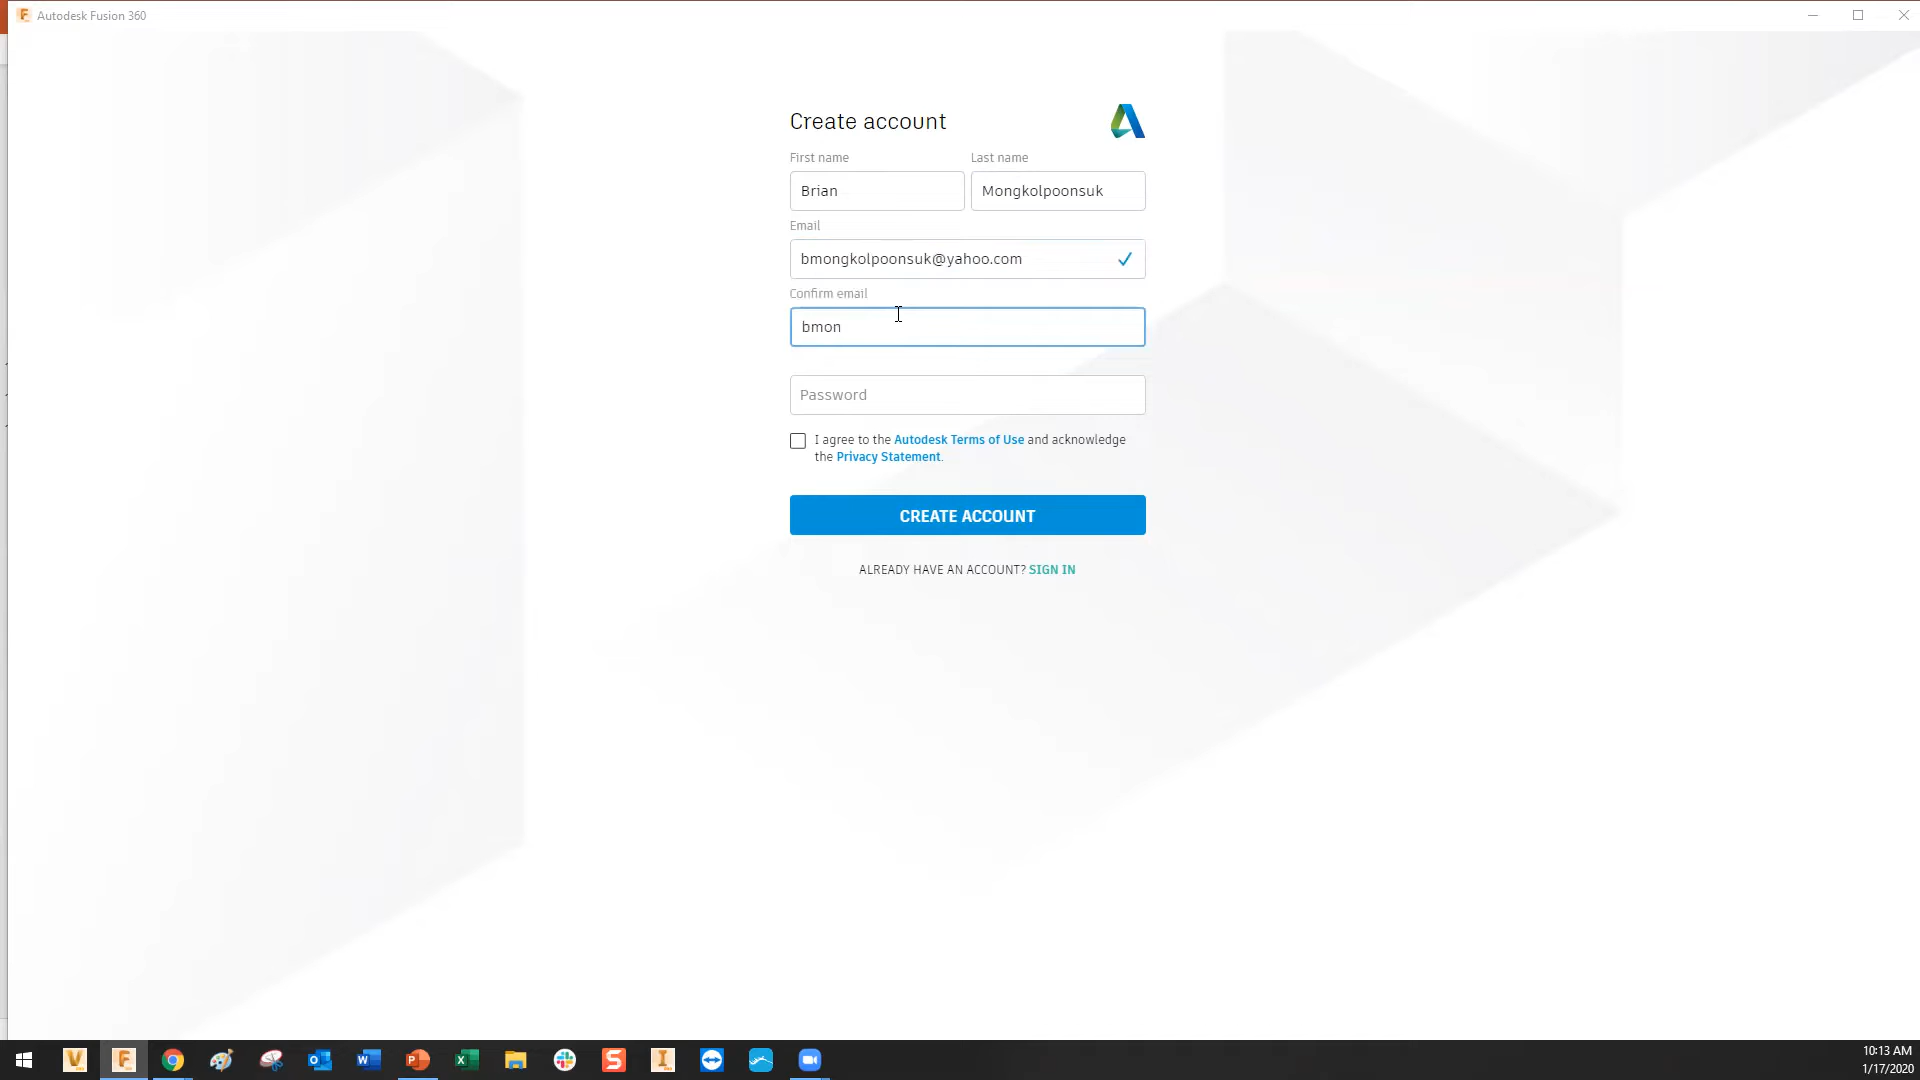 Autodesk Fusion 360
Create account
First name
Last name
Brian
Mongkolpoonsuk
Email
bmongkolpoonsuk@yahoo.com
Confirm email
bmon
Password
I agree to the Autodesk Terms of Use and acknowledge
the Privacy Statement.
CREATE ACCOUNT
ALREADY HAVE AN ACCOUNT? SIGN IN
10:13 AM
1/17/2020